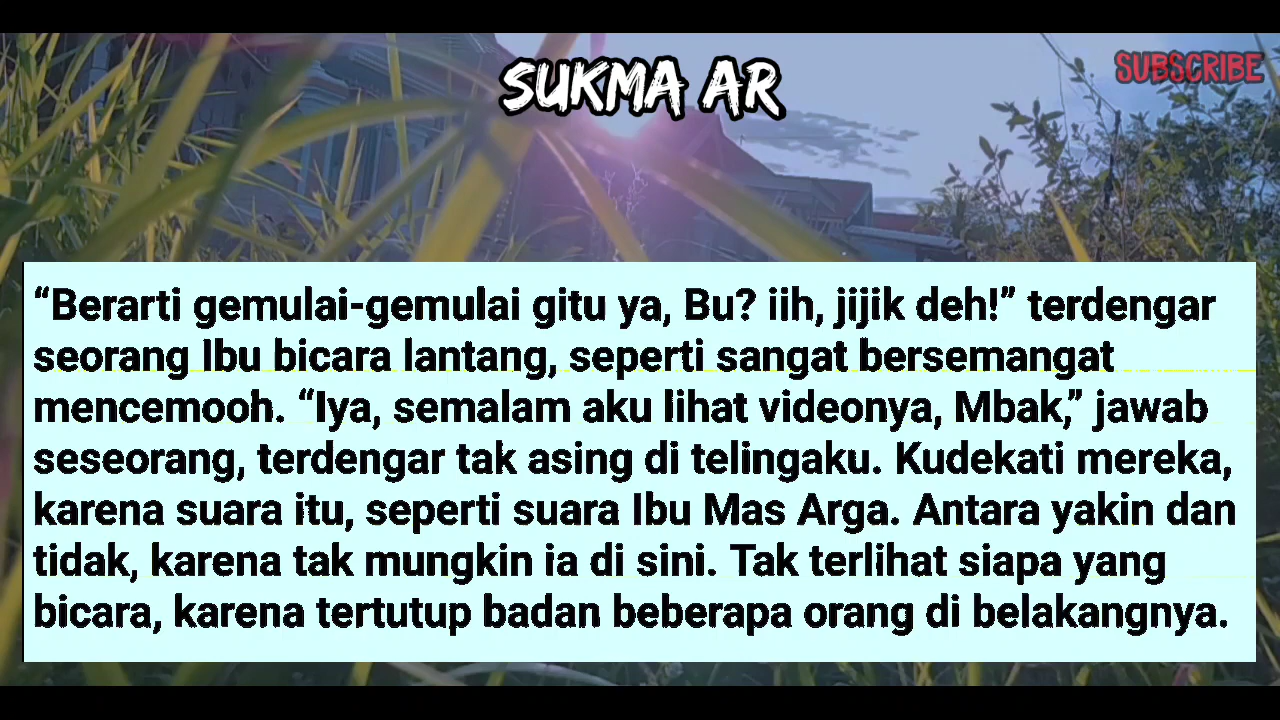 SUKMA AR
SUBSCRIBE
“Berarti gemulai-gemulai gitu ya, Bu? iih, jijik deh!” terdengar
seorang Ibu bicara lantang, seperti sangat bersemangat
mencemooh. “Iya, semalam aku lihat videonya, Mbak,” jawab
seseorang, terdengar tak asing di telingaku. Kudekati mereka,
karena suara itu, seperti suara Ibu Mas Arga. Antara yakin dan
tidak, karena tak mungkin ia di sini. Tak terlihat siapa yang
bicara, karena tertutup badan beberapa orang di belakangnya.